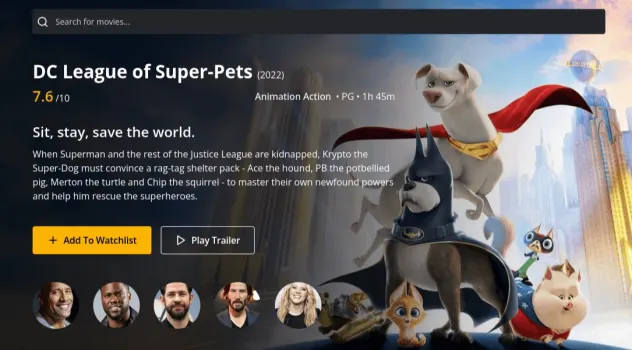 Search for movies...
DC League of Super-Pets (2022)
7.6 /10 Animation Action • PG • 1h 45m
Sit, stay, save the world.
When Superman and the rest of the Justice League are kidnapped, Krypto the
Super-Dog must convince a rag-tag shelter pack - Ace the hound, PB the potbellied
pig, Merton the turtle and Chip the squirrel - to master their own newfound powers
and help him rescue the superheroes.
+ Add To Watchlist Play Trailer